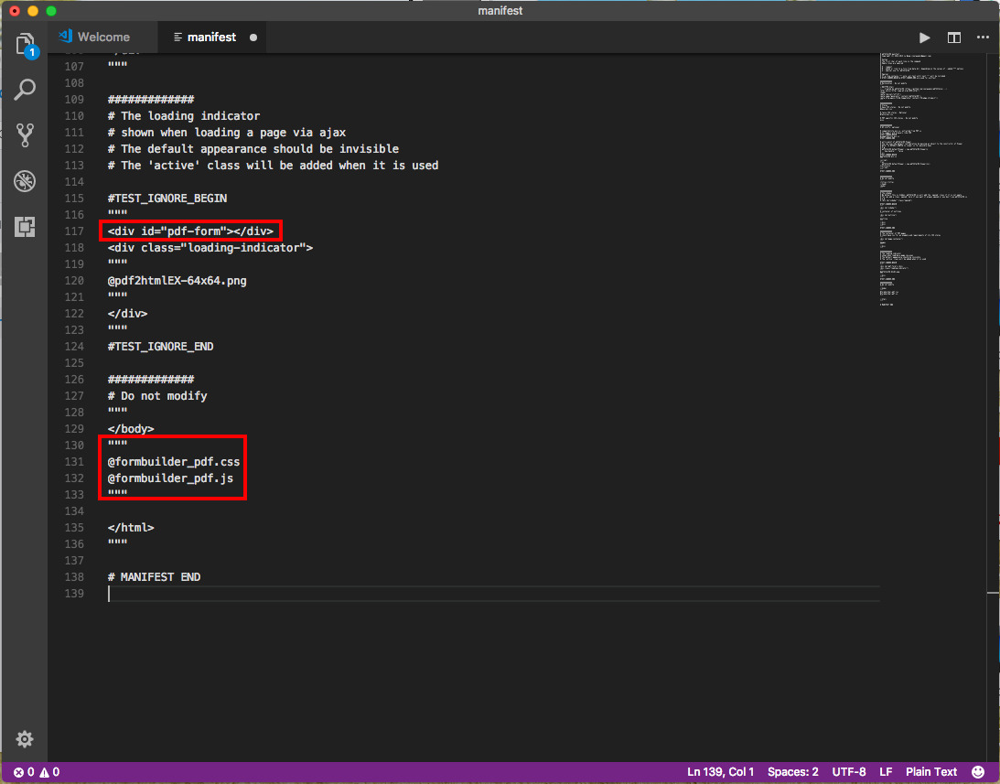 manifest
Welcome
manifest
1
107 """
108
109 #############
110 # The loading indicator
111 # shown when loading a page via ajax
112 # The default appearance should be invisible
113 # The 'active' class will be added when it is used
114
115 #TEST_IGNORE_BEGIN
116 """
117 <div id="pdf-form"></div>
118 <div class="loading-indicator">
119 """
120 @pdf2htmlEX-64x64.png
121 """
122 </div>
123 """
124 #TEST_IGNORE_END
125
126 #############
127 # Do not modify
128 """
129 </body>
130 """
131 @formbuilder_pdf.css
132 @formbuilder_pdf.js
133 """
134
135 </html>
136 """
137
138 # MANIFEST END
139
0 0 Ln 139, Col 1 Spaces: 2 UTF-8 LF Plain Text